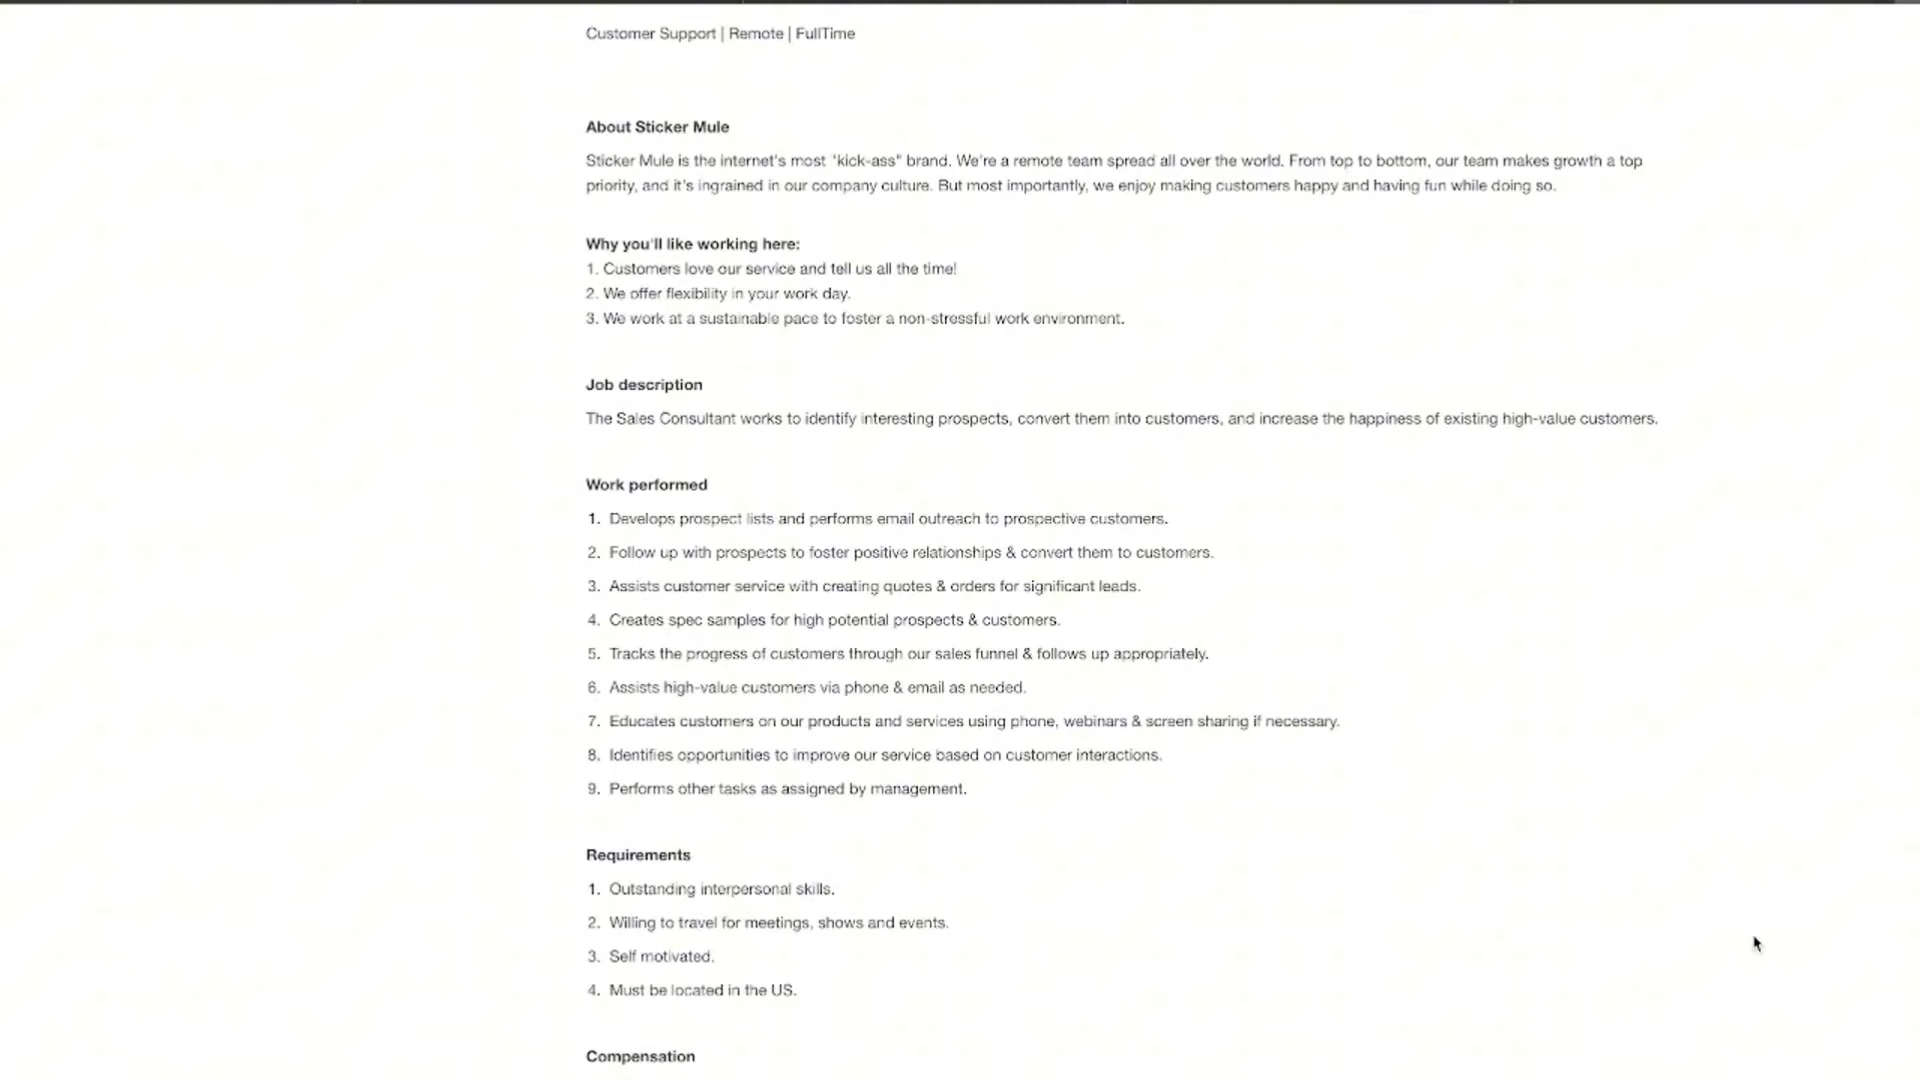 Customer Support | Remote | FullTime
About Sticker Mule
Sticker Mule is the internet's most "kick-ass" brand. We're a remote team spread all over the world. From top to bottom, our team makes growth a top
priority, and it's ingrained in our company culture. But most importantly, we enjoy making customers happy and having fun while doing so.
Why you'll like working here:
1. Customers love our service and tell us all the time!
2. We offer flexibility in your work day.
3. We work at a sustainable pace to foster a non-stressful work environment.
Job description
The Sales Consultant works to identify interesting prospects, convert them into customers, and increase the happiness of existing high-value customers.
Work performed
1. Develops prospect lists and performs email outreach to prospective customers.
2. Follow up with prospects to foster positive relationships & convert them to customers.
3. Assists customer service with creating quotes & orders for significant leads.
4. Creates spec samples for high potential prospects & customers.
5. Tracks the progress of customers through our sales funnel & follows up appropriately.
6. Assists high-value customers via phone & email as needed.
7. Educates customers on our products and services using phone, webinars & screen sharing if necessary.
8. Identifies opportunities to improve our service based on customer interactions.
9. Performs other tasks as assigned by management.
Requirements
1. Outstanding interpersonal skills.
2. Willing to travel for meetings, shows and events.
3. Self motivated.
4. Must be located in the US.
Compensation